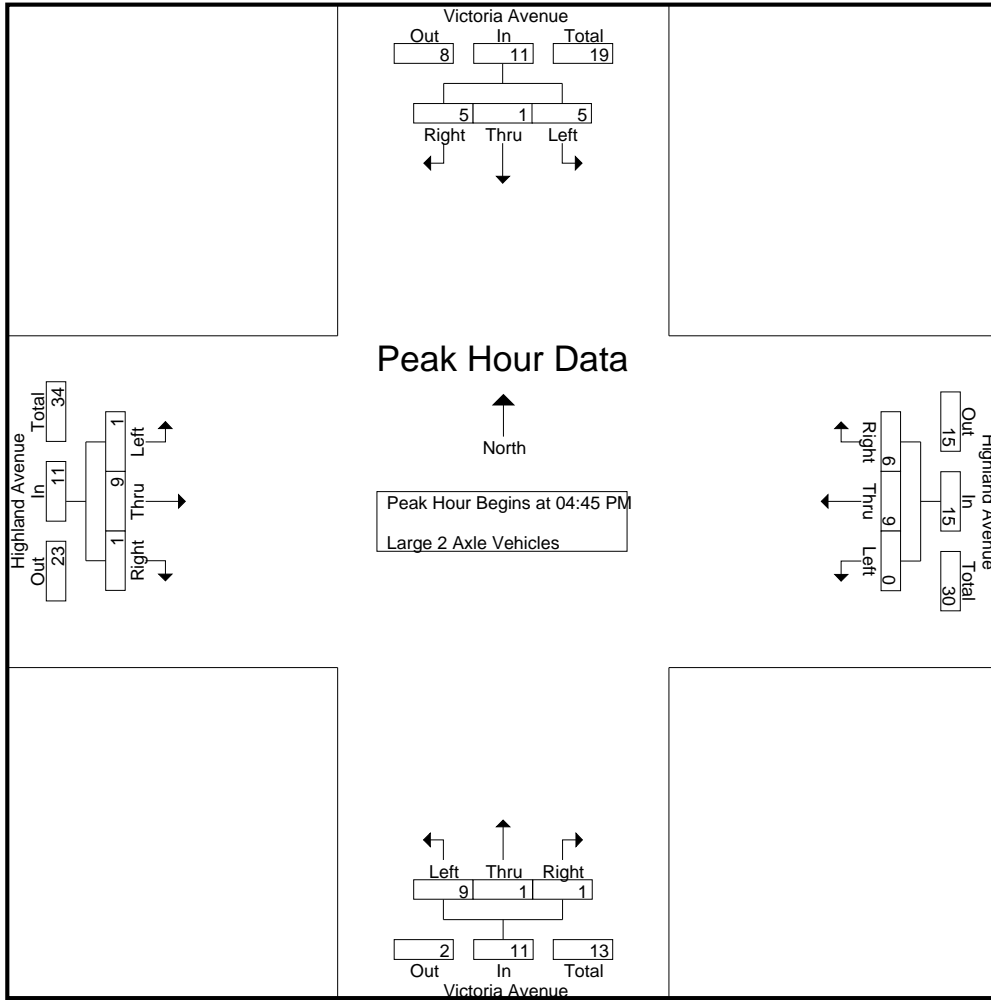 Victoria Avenue
Out In Total
8 11 19
5 1 5
Right Thru Left
Peak Hour Data
North
Peak Hour Begins at 04:45 PM
Large 2 Axle Vehicles
Highland Avenue
Total In Out
34 11 23
1 9 1
Left Thru Right
Right Thru Left
6 9 0
Out In Total
15 15 30
Highland Avenue
Left Thru Right
9 1 1
2 11 13
Out In Total
Victoria Avenue